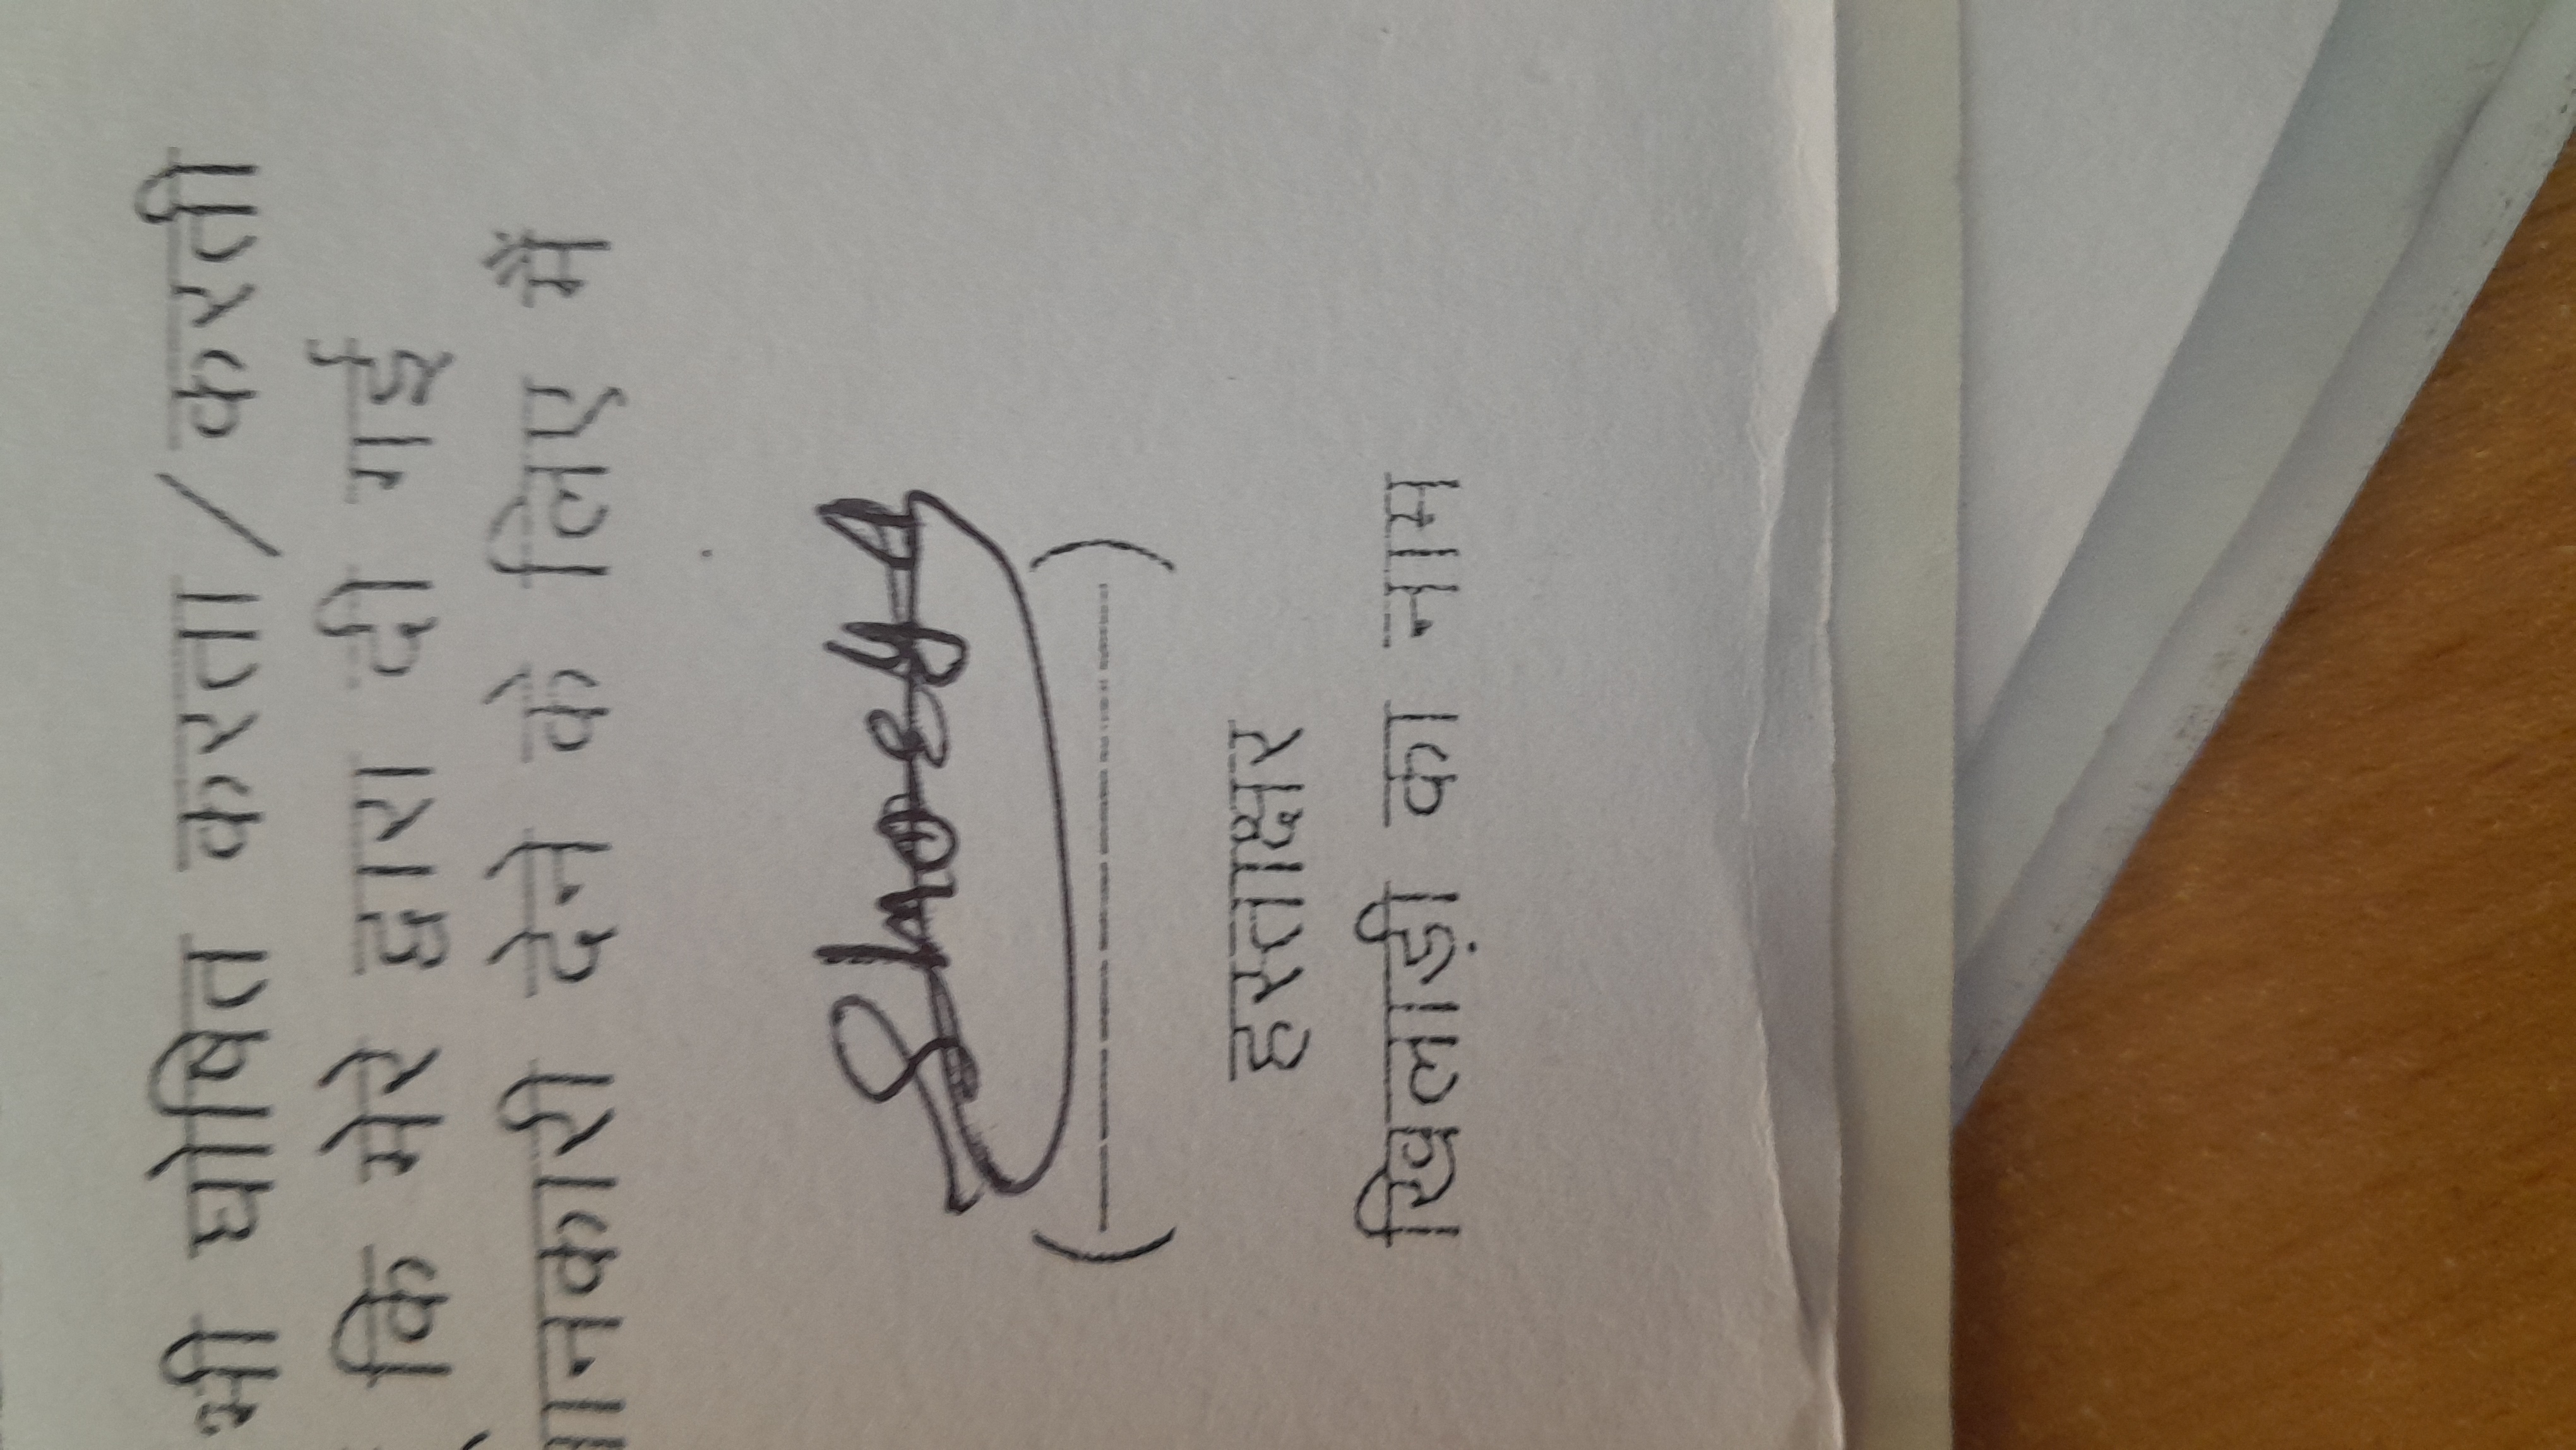 भी घोषित करता / करती
कि मेरे द्वारा दी गई
जानकारी देने के लिए मैं
(------------------)
हस्ताक्षर
खिलाड़ी का नाम